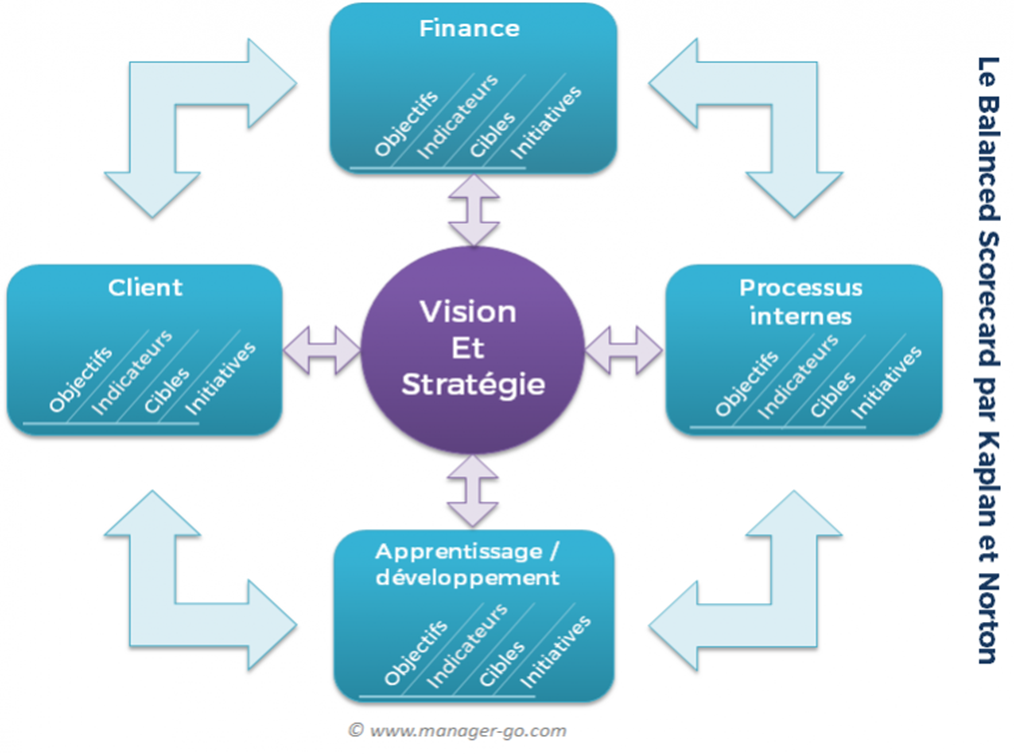 Finance
Objectifs
Indicateurs
Cibles
Initiatives
Client
Objectifs
Indicateurs
Cibles
Initiatives
Vision
Et
Stratégie
Processus
internes
Objectifs
Indicateurs
Cibles
Initiatives
Apprentissage /
développement
Objectifs
Indicateurs
Cibles
Initiatives
Le Balanced Scorecard par Kaplan et Norton
© www.manager-go.com